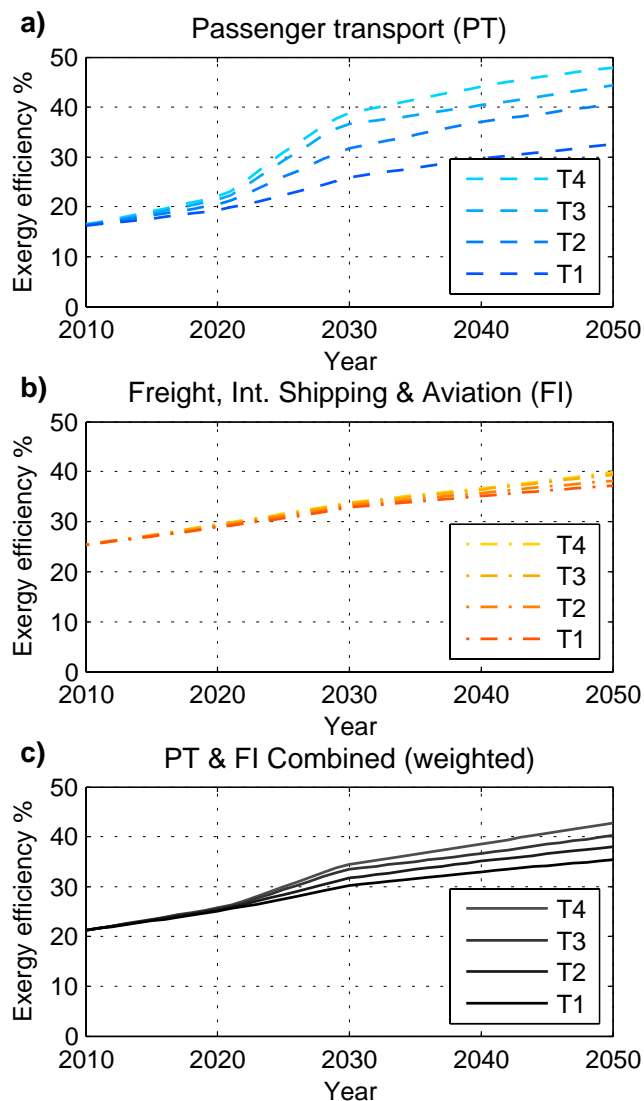 a)
Passenger transport (PT)
Exergy efficiency %
50
40
30
20
10
0
T4
T3
T2
T1
2010 2020 2030 2040 2050
Year
b)
Freight, Int. Shipping & Aviation (FI)
Exergy efficiency %
50
40
30
20
10
0
T4
T3
T2
T1
2010 2020 2030 2040 2050
Year
c)
PT & FI Combined (weighted)
Exergy efficiency %
50
40
30
20
10
0
T4
T3
T2
T1
2010 2020 2030 2040 2050
Year